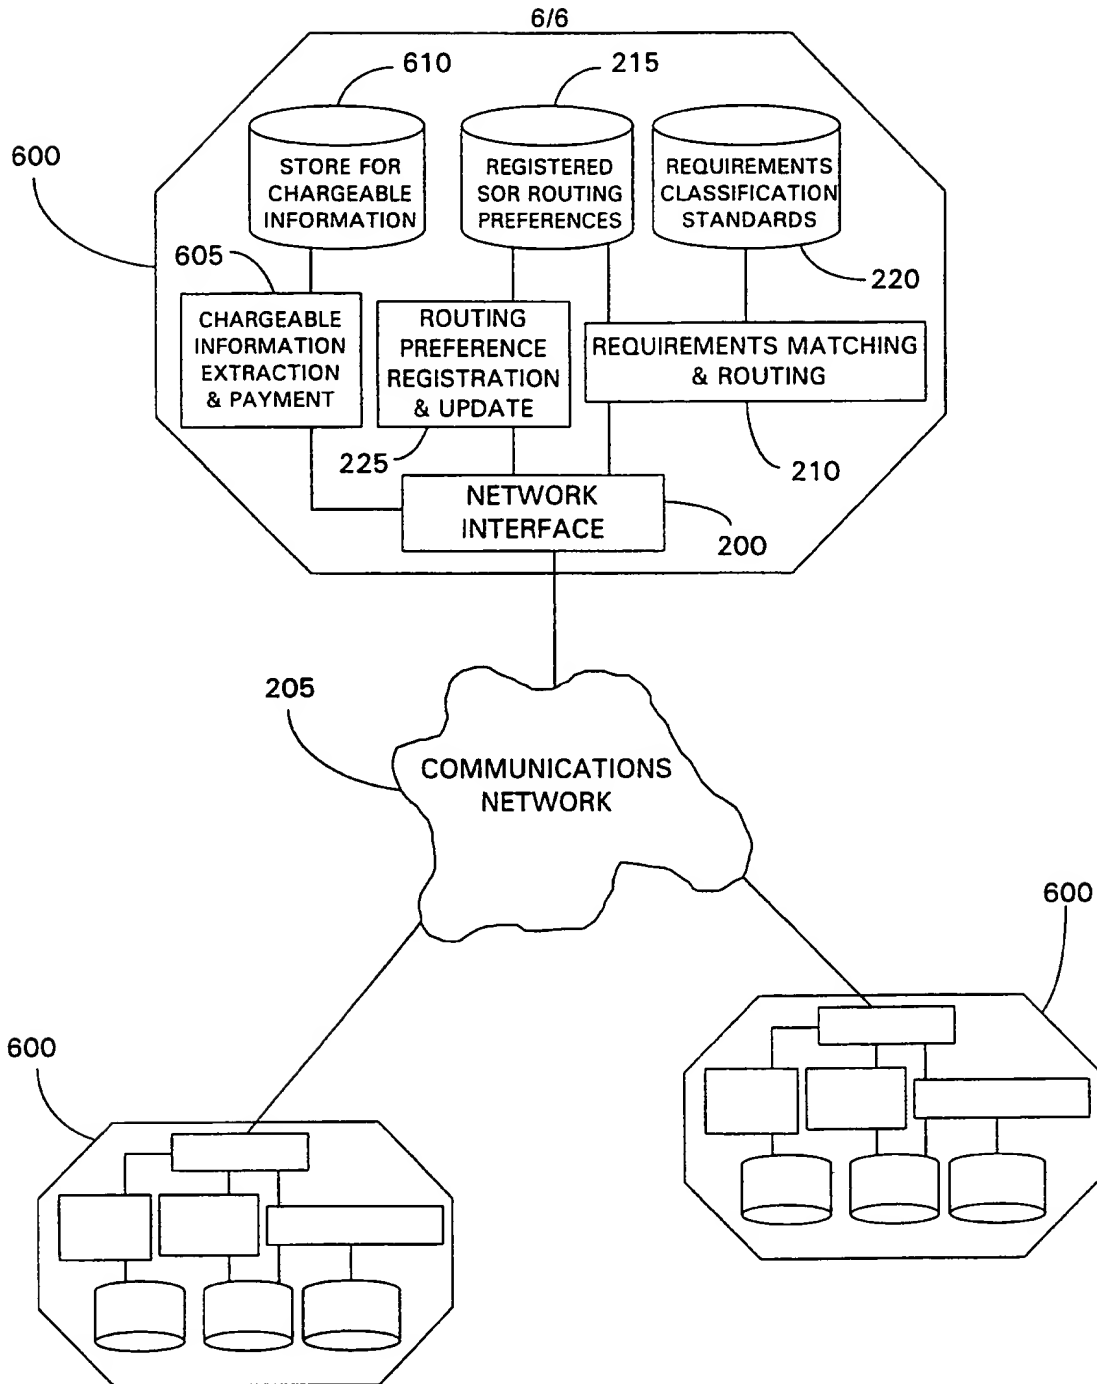 6/6
610
215
600
STORE FOR
CHARGEABLE
INFORMATION
REGISTERED
SOR ROUTING
PREFERENCES
REQUIREMENTS
CLASSIFICATION
STANDARDS
605
220
CHARGEABLE
INFORMATION
EXTRACTION
& PAYMENT
ROUTING
PREFERENCE
REGISTRATION
& UPDATE
REQUIREMENTS MATCHING
& ROUTING
225
210
NETWORK
INTERFACE
200
205
COMMUNICATIONS
NETWORK
600
600